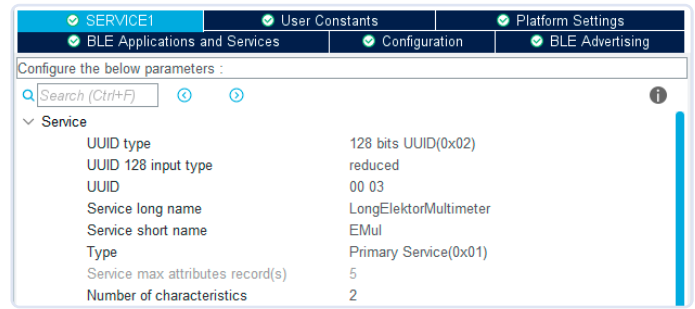 SERVICE1 User Constants Platform Settings
BLE Applications and Services Configuration BLE Advertising
Configure the below parameters :
Search (Ctrl+F)
Service
UUID type 128 bits UUID(0x02)
UUID 128 input type reduced
UUID 00 03
Service long name LongElektorMultimeter
Service short name EMul
Type Primary Service(0x01)
Service max attributes record(s) 5
Number of characteristics 2